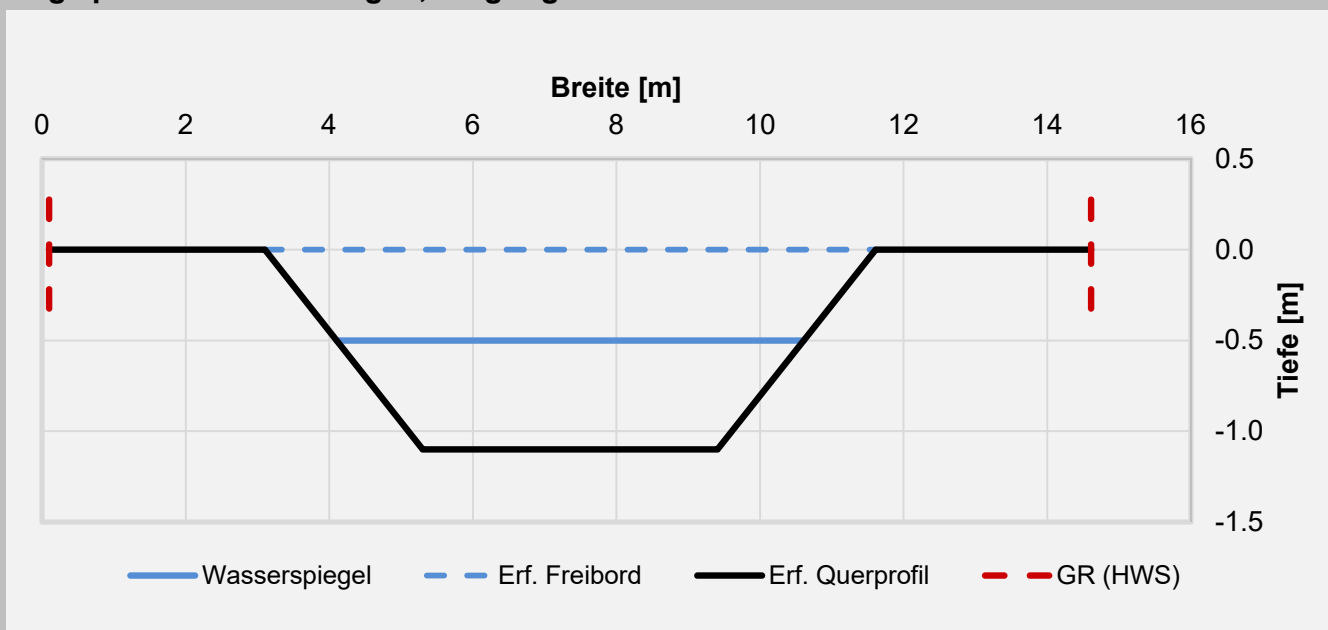 Breite [m]
0 2 4 6 8 10 12 14 16
0.5
0.0
-0.5
-1.0
-1.5
Tiefe [m]
Wasserspiegel Erf. Freibord Erf. Querprofil GR (HWS)